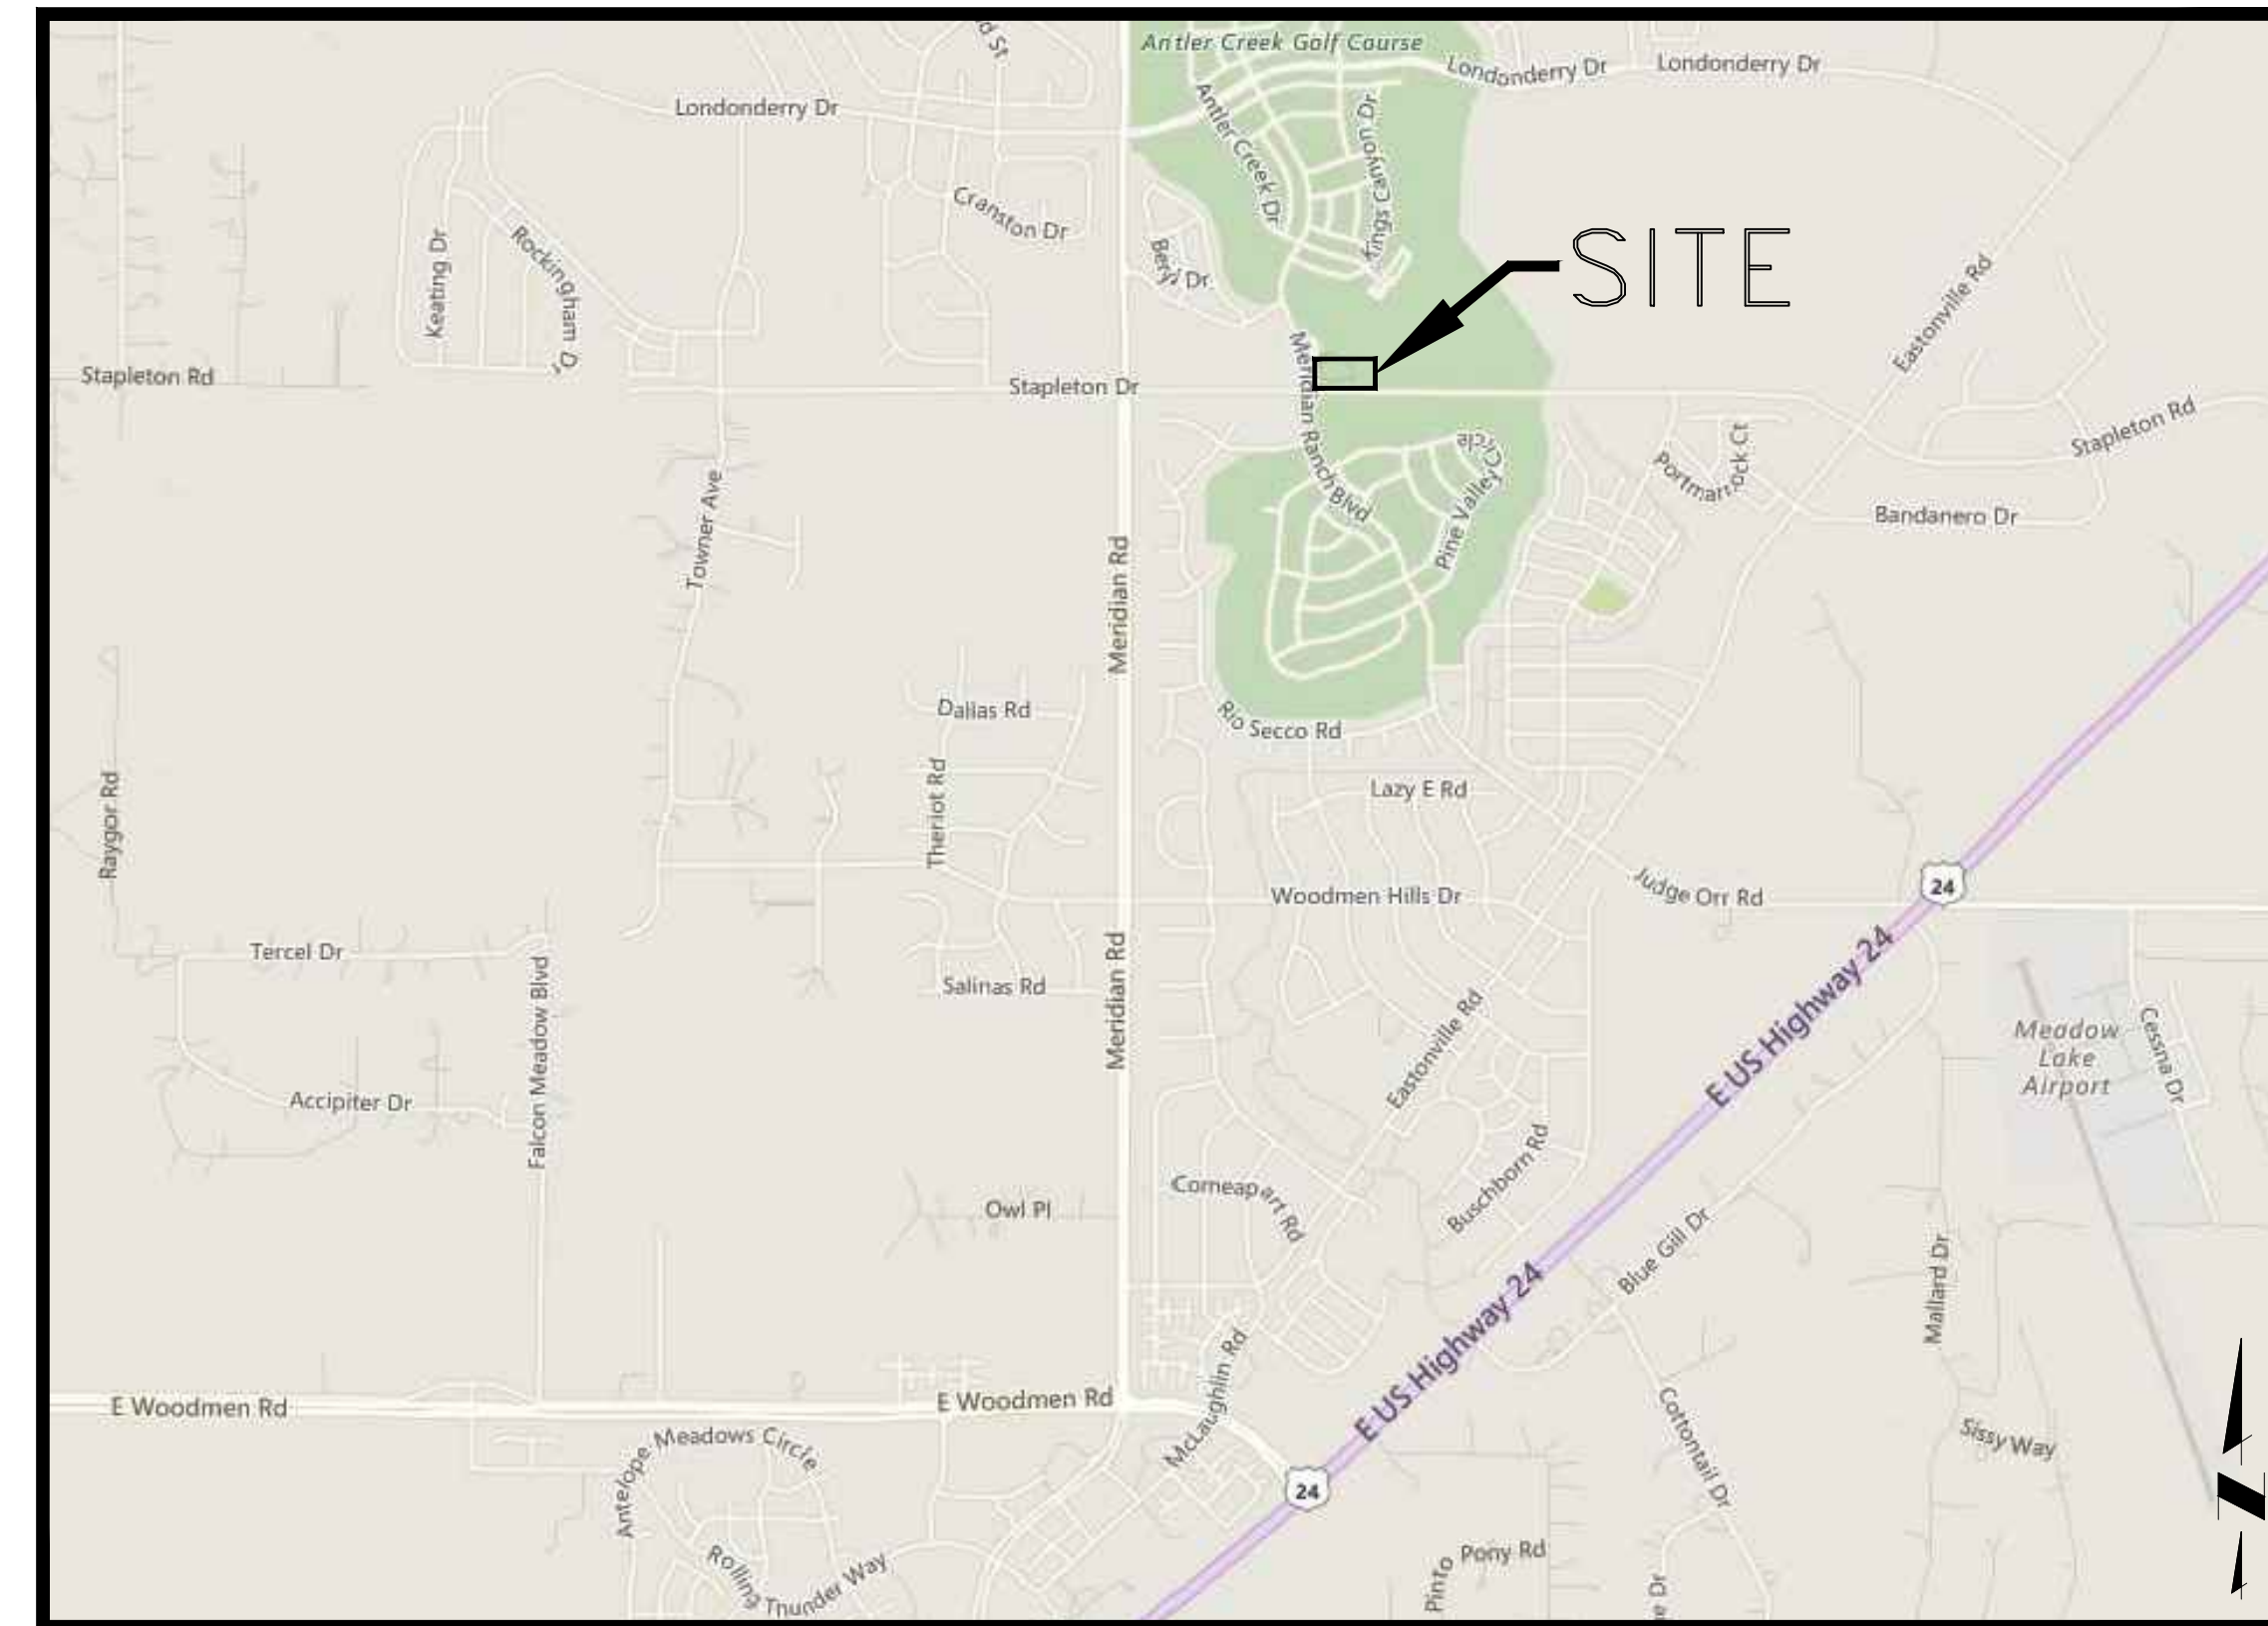 d St
Antler Creek Golf Course
Londonderry Dr
Londonderry Dr
Londonderry Dr
Antler Creek Dr
Kings Canyon Dr
Cranston Dr
Keating Dr
Rockingham Dr
Beryl Dr
SITE
Eastonville Rd
Stapleton Rd
Stapleton Dr
Meridian Ranch Blvd
Stapleton Rd
Pine Valley Circle
Portmarnock Ct
Bandanero Dr
Towner Ave
Meridian Rd
Dallas Rd
Rio Secco Rd
Raygor Rd
Theriot Rd
Lazy E Rd
Woodmen Hills Dr
Judge Orr Rd
24
Tercel Dr
Falcon Meadow Blvd
Salinas Rd
Meridian Rd
Eastonville Rd
E US Highway 24
Meadow
Lake
Airport
Cessna Dr
Accipiter Dr
Owl Pl
Corneapart Rd
Buschborn Rd
Blue Gill Dr
Mallard Dr
E US Highway 24
E Woodmen Rd
E Woodmen Rd
McLaughlin Rd
Antelope Meadows Circle
Cottontail Dr
Sissy Way
24
N
Rolling Thunder Way
Pinto Pony Rd
e Dr